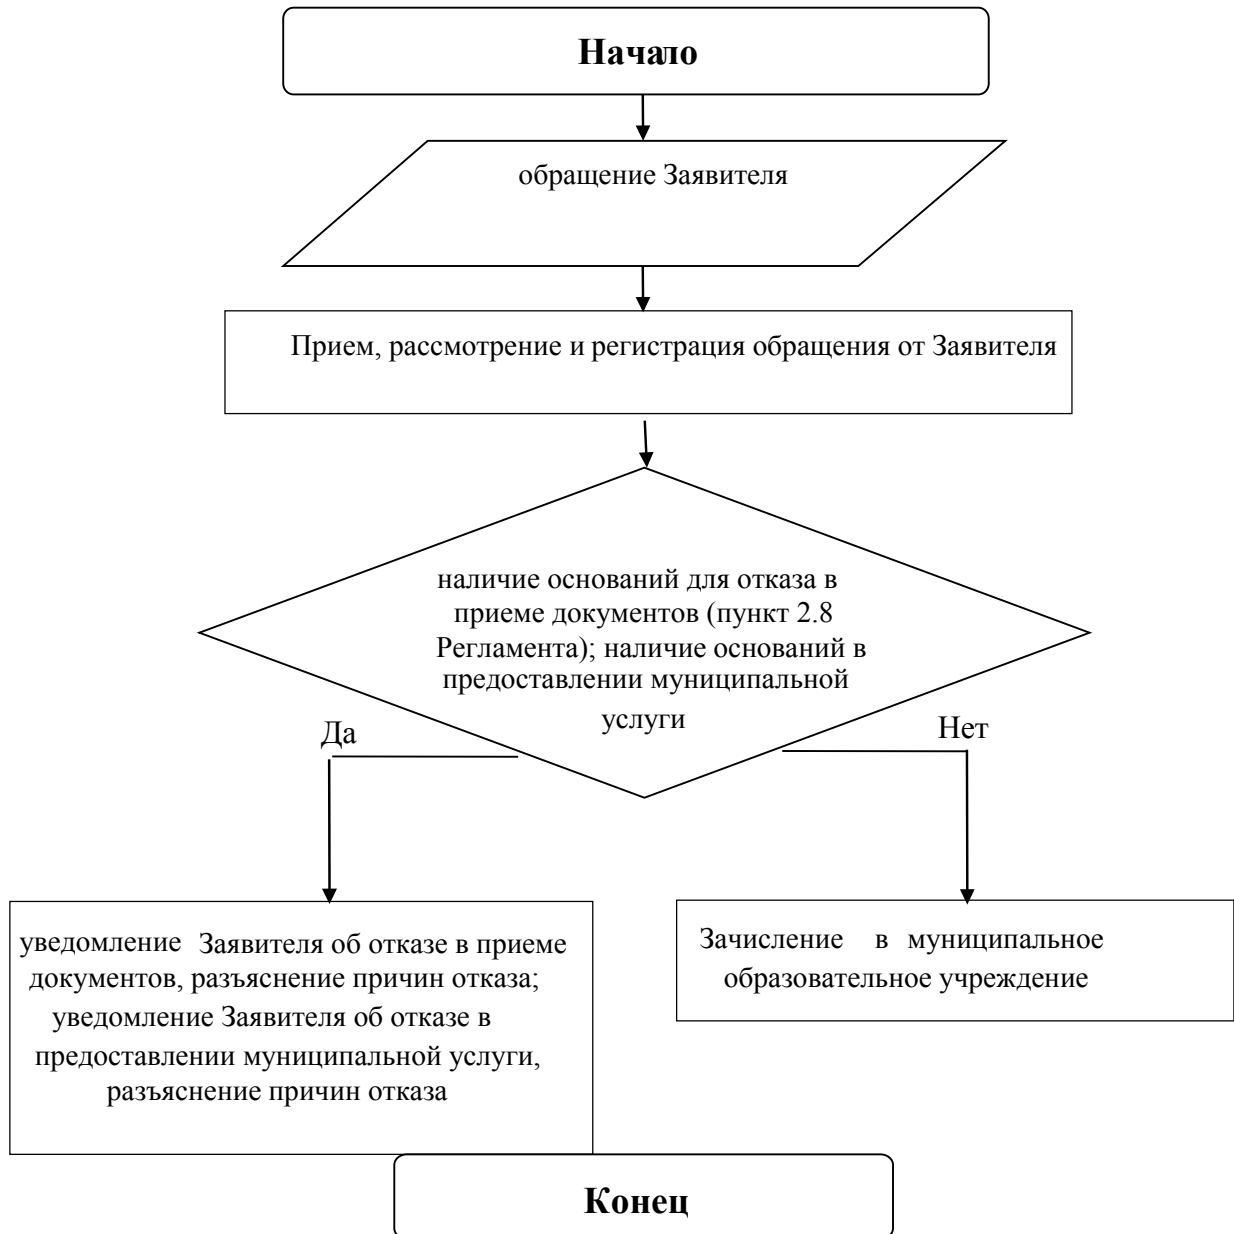 Начало
обращение Заявителя
Прием, рассмотрение и регистрация обращения от Заявителя
наличие оснований для отказа в
приеме документов (пункт 2.8
Регламента); наличие оснований в
предоставлении муниципальной
услуги
Да
Нет
уведомление Заявителя об отказе в приеме
документов, разъяснение причин отказа;
уведомление Заявителя об отказе в
предоставлении муниципальной услуги,
разъяснение причин отказа
Зачисление в муниципальное
образовательное учреждение
Конец